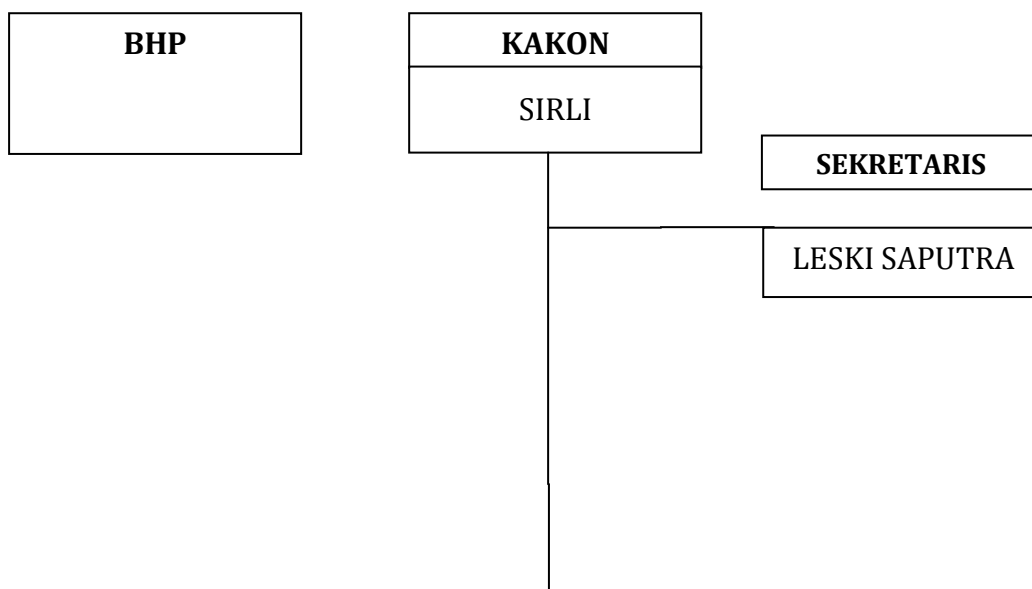 BHP
KAKON
SIRLI
SEKRETARIS
LESKI SAPUTRA